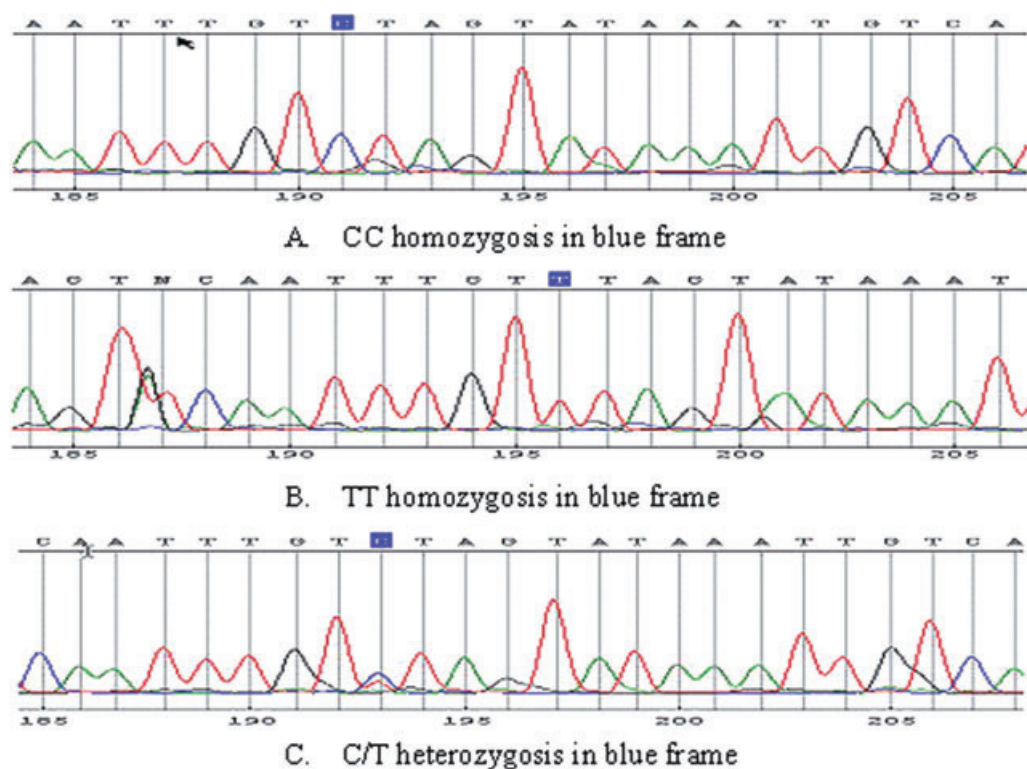 A A T T T G T C T A G T A T A A A T T G T C A
185 190 195 200 205
A. CC homozygosis in blue frame
A G T N C A A T T T G T T T A G T A T A A A T
185 190 195 200 205
B. TT homozygosis in blue frame
C A A T T T G T C T A G T A T A A A T T G T C A
185 190 195 200 205
C. C/T heterozygosis in blue frame